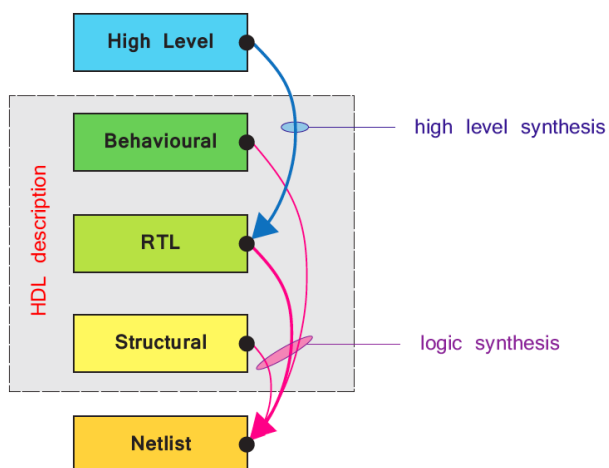 High Level
Behavioural
high level synthesis
HDL description
RTL
Structural
logic synthesis
Netlist